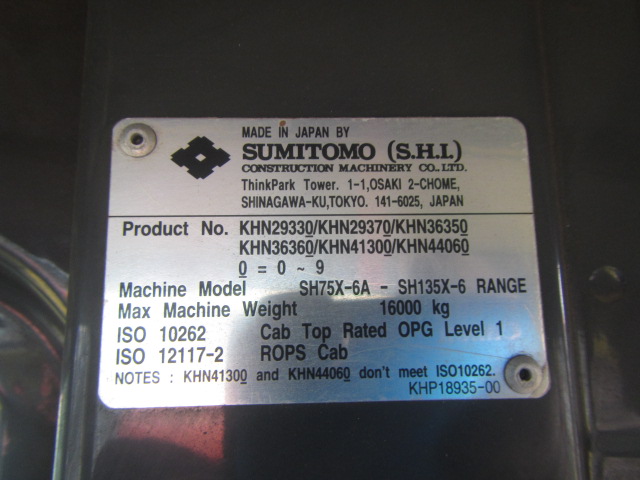 MADE IN JAPAN BY
SUMITOMO (S.H.I.)
CONSTRUCTION MACHINERY CO., LTD.
ThinkPark Tower. 1-1,OSAKI 2-CHOME,
SHINAGAWA-KU,TOKYO. 141-6025, JAPAN
Product No. KHN29330/KHN29370/KHN36350
KHN36360/KHN41300/KHN44060
0 = 0 ~ 9
Machine Model SH75X-6A - SH135X-6 RANGE
Max Machine Weight 16000 kg
ISO 10262 Cab Top Rated OPG Level 1
ISO 12117-2 ROPS Cab
NOTES : KHN41300 and KHN44060 don't meet ISO10262.
KHP18935-00